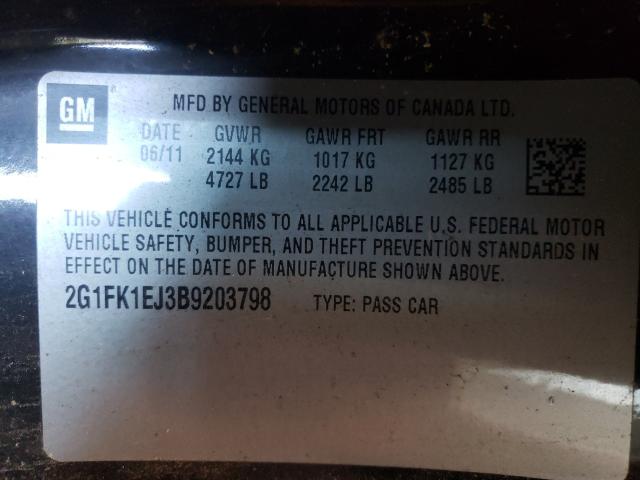 GM
MFD BY GENERAL MOTORS OF CANADA LTD.
DATE GVWR GAWR FRT GAWR RR
06/11 2144 KG 1017 KG 1127 KG
4727 LB 2242 LB 2485 LB
THIS VEHICLE CONFORMS TO ALL APPLICABLE U.S. FEDERAL MOTOR
VEHICLE SAFETY, BUMPER, AND THEFT PREVENTION STANDARDS IN
EFFECT ON THE DATE OF MANUFACTURE SHOWN ABOVE.
2G1FK1EJ3B9203798 TYPE: PASS CAR